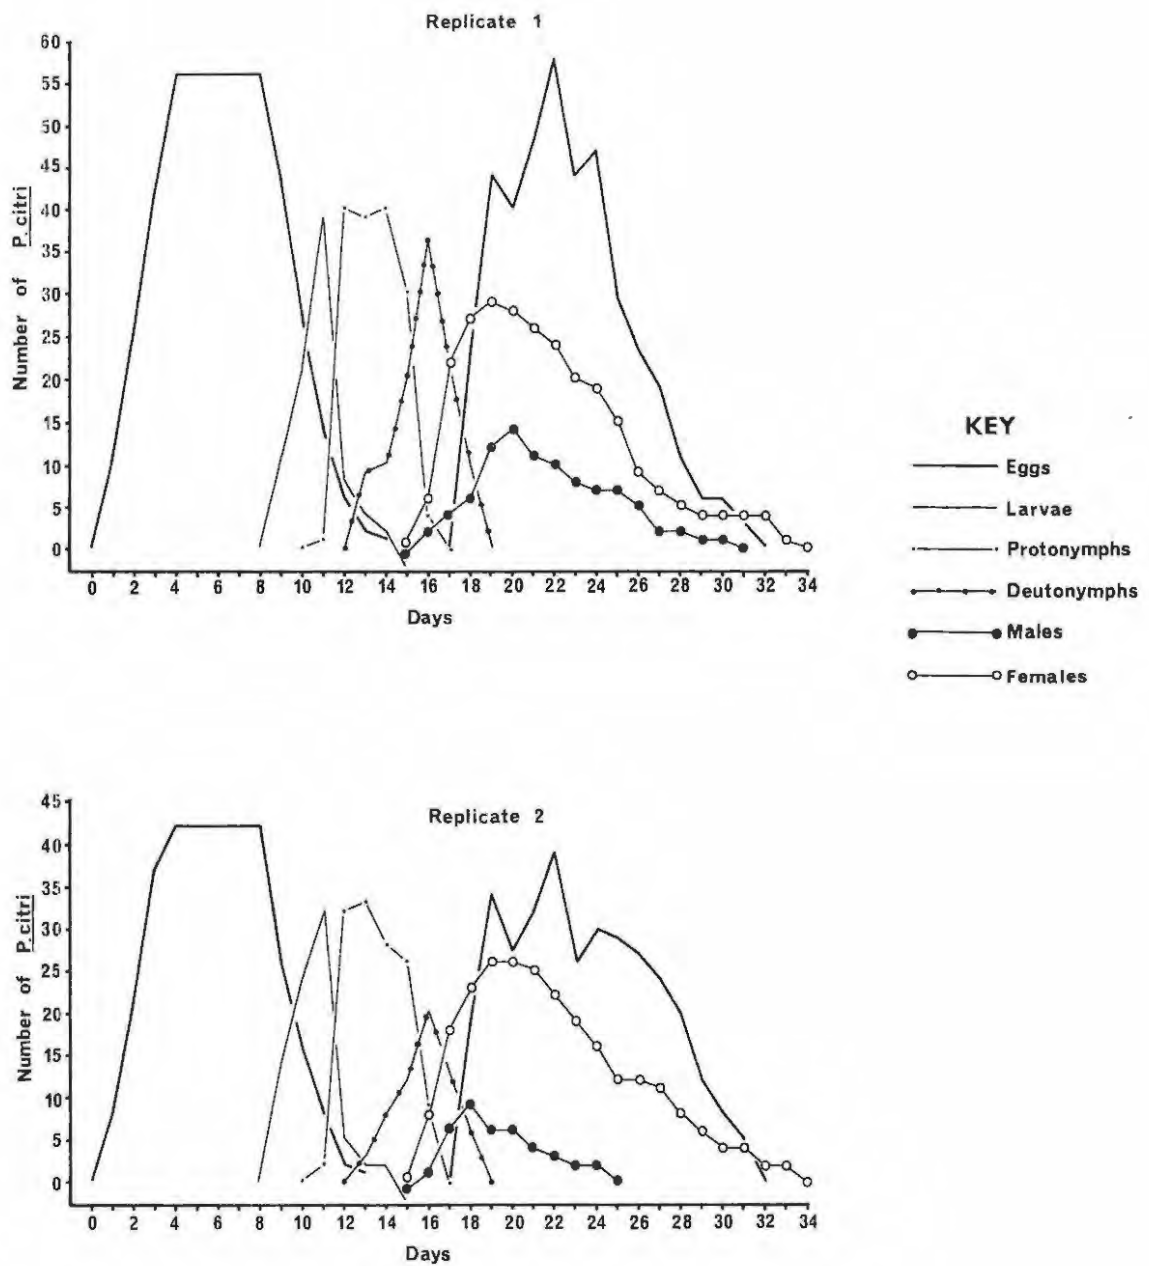 Replicate 1
60
55
50
45
40
35
30
25
20
15
10
5
0
Number of P. citri
0 2 4 6 8 10 12 14 16 18 20 22 24 26 28 30 32 34
Days
KEY
Eggs
Larvae
Protonymphs
Deutonymphs
Males
Females
Replicate 2
45
40
35
30
25
20
15
10
5
0
Number of P. citri
0 2 4 6 8 10 12 14 16 18 20 22 24 26 28 30 32 34
Days